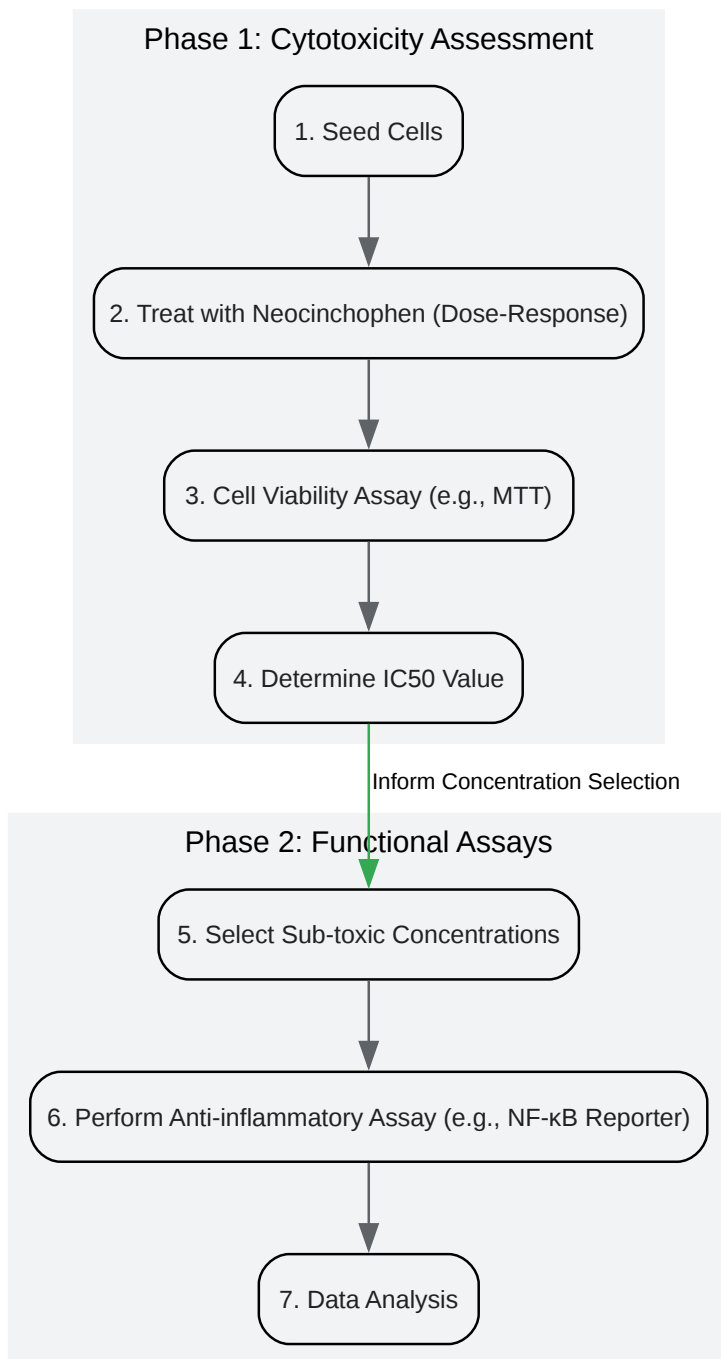 Phase 1: Cytotoxicity Assessment
1. Seed Cells
2. Treat with Neocinchophen (Dose-Response)
3. Cell Viability Assay (e.g., MTT)
4. Determine IC50 Value
Inform Concentration Selection
Phase 2: Functional Assays
5. Select Sub-toxic Concentrations
6. Perform Anti-inflammatory Assay (e.g., NF-κB Reporter)
7. Data Analysis